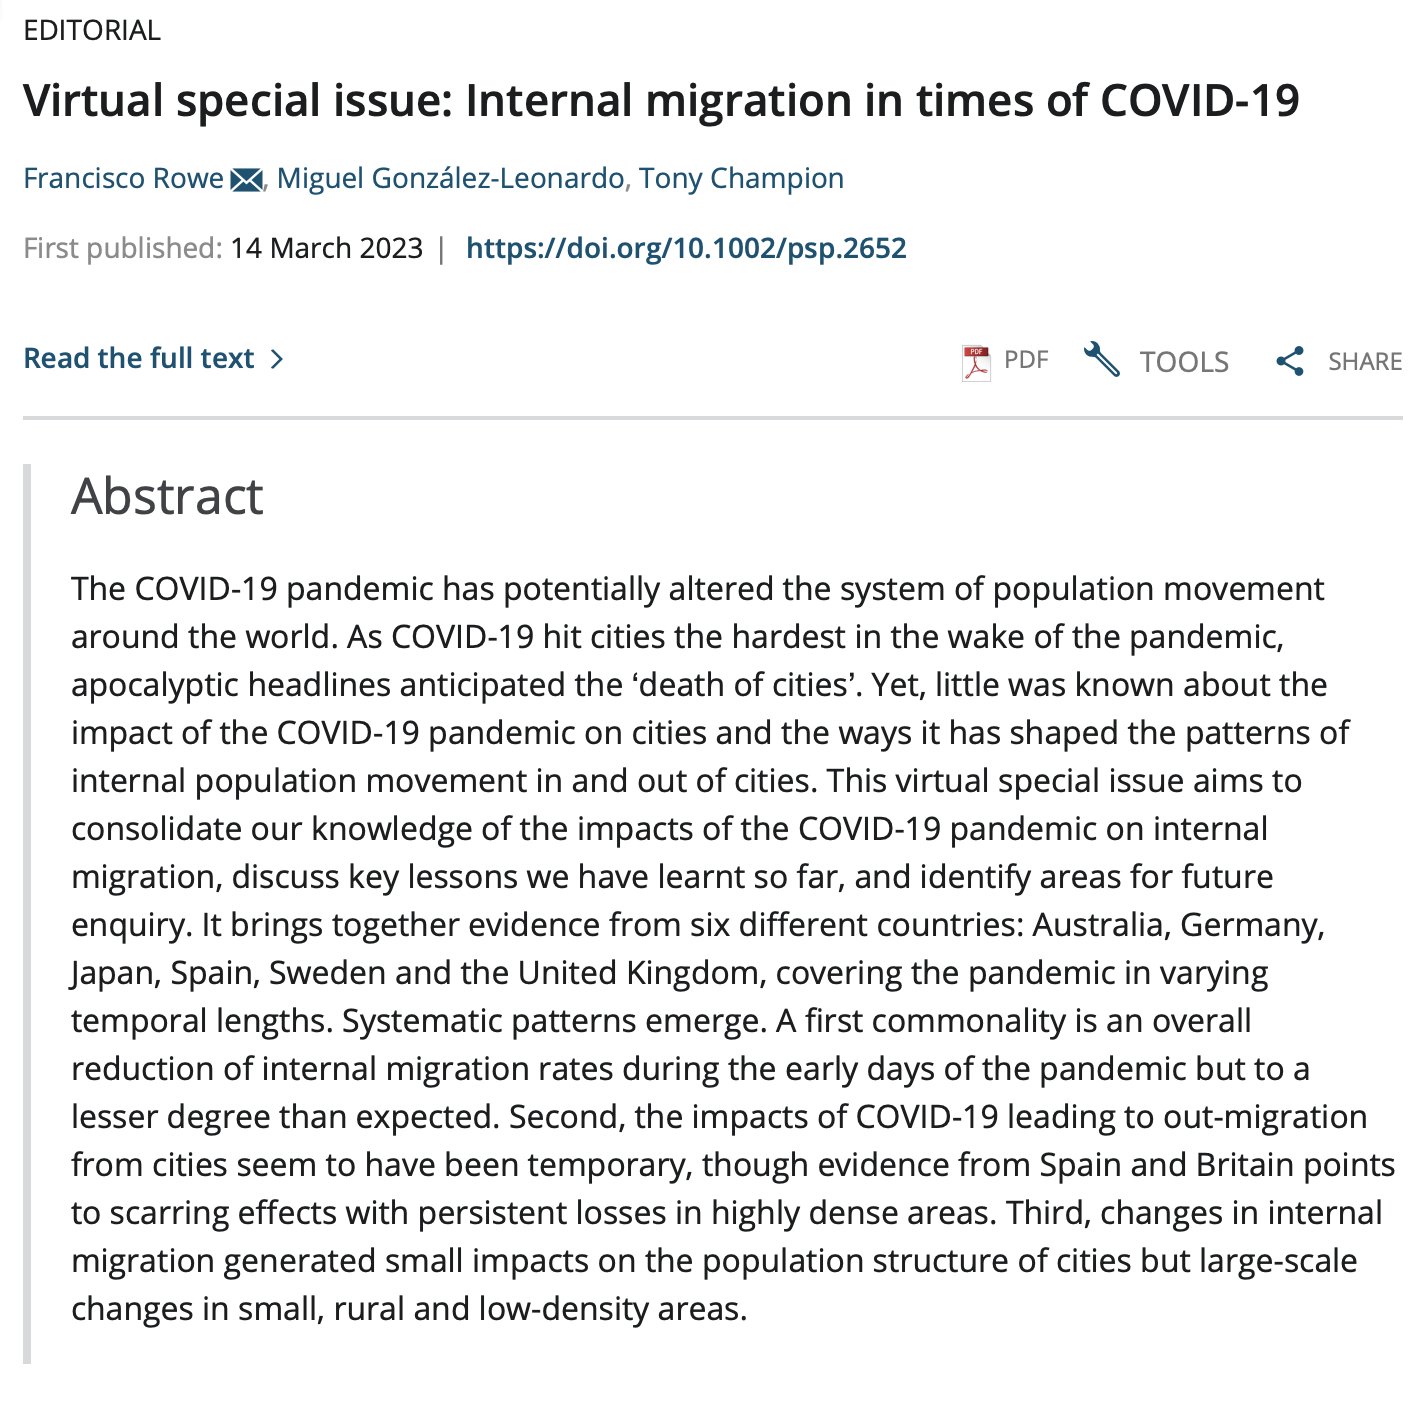 EDITORIAL
Virtual special issue: Internal migration in times of COVID-19
Francisco Rowe, Miguel González-Leonardo, Tony Champion
First published: 14 March 2023 | https://doi.org/10.1002/psp.2652
Read the full text > PDF PDF TOOLS SHARE
Abstract
The COVID-19 pandemic has potentially altered the system of population movement
around the world. As COVID-19 hit cities the hardest in the wake of the pandemic,
apocalyptic headlines anticipated the ‘death of cities’. Yet, little was known about the
impact of the COVID-19 pandemic on cities and the ways it has shaped the patterns of
internal population movement in and out of cities. This virtual special issue aims to
consolidate our knowledge of the impacts of the COVID-19 pandemic on internal
migration, discuss key lessons we have learnt so far, and identify areas for future
enquiry. It brings together evidence from six different countries: Australia, Germany,
Japan, Spain, Sweden and the United Kingdom, covering the pandemic in varying
temporal lengths. Systematic patterns emerge. A first commonality is an overall
reduction of internal migration rates during the early days of the pandemic but to a
lesser degree than expected. Second, the impacts of COVID-19 leading to out-migration
from cities seem to have been temporary, though evidence from Spain and Britain points
to scarring effects with persistent losses in highly dense areas. Third, changes in internal
migration generated small impacts on the population structure of cities but large-scale
changes in small, rural and low-density areas.